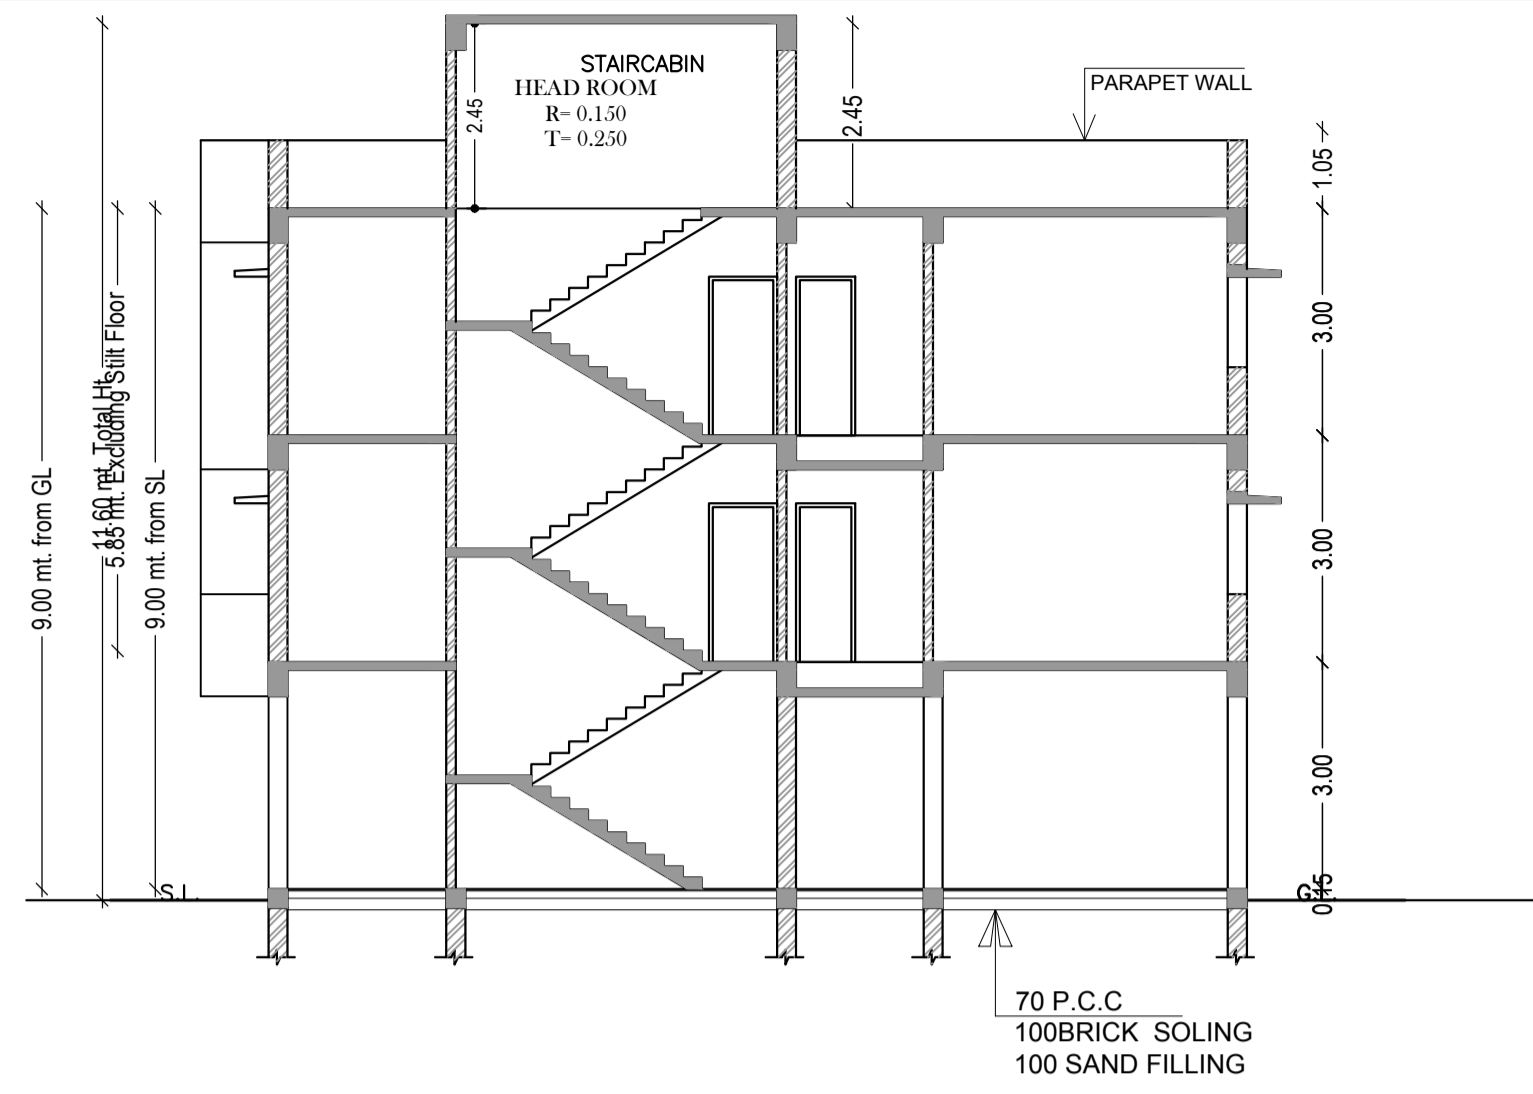 STAIRCABIN
HEAD ROOM
R= 0.150
T= 0.250
2.45
2.45
PARAPET WALL
1.05
3.00
3.00
3.00
0.15
9.00 mt. from GL
11.60 mt. Total Ht.
5.85 mt. Excluding Stilt Floor
9.00 mt. from SL
S.L.
70 P.C.C
100BRICK SOLING
100 SAND FILLING